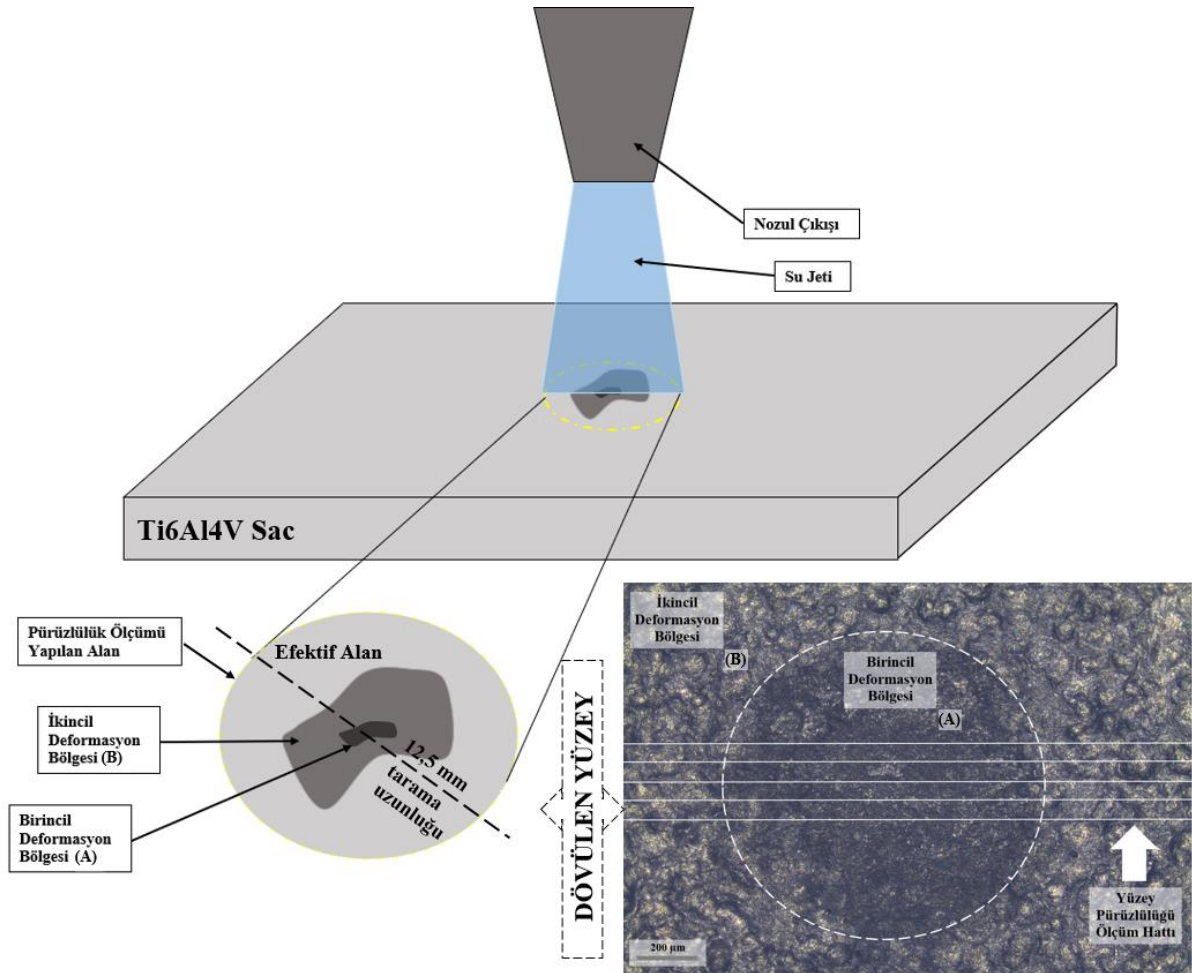 Nozul Çıkışı
Su Jeti
Ti6Al4V Sac
Pürüzlülük Ölçümü
Yapılan Alan
Efektif Alan
İkincil
Deformasyon
Bölgesi (B)
12,5 mm
tarama
uzunluğu
Birincil
Deformasyon
Bölgesi (A)
DÖVÜLEN YÜZEY
İkincil
Deformasyon
Bölgesi
(B)
Birincil
Deformasyon
Bölgesi
(A)
Yüzey
Pürüzlülüğü
Ölçüm Hattı
200 µm